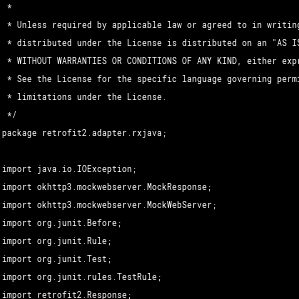 *
* Unless required by applicable law or agreed to in writing
* distributed under the License is distributed on an "AS IS
* WITHOUT WARRANTIES OR CONDITIONS OF ANY KIND, either expr
* See the License for the specific language governing permi
* limitations under the License.
*/
package retrofit2.adapter.rxjava;
import java.io.IOException;
import okhttp3.mockwebserver.MockResponse;
import okhttp3.mockwebserver.MockWebServer;
import org.junit.Before;
import org.junit.Rule;
import org.junit.Test;
import org.junit.rules.TestRule;
import retrofit2.Response;